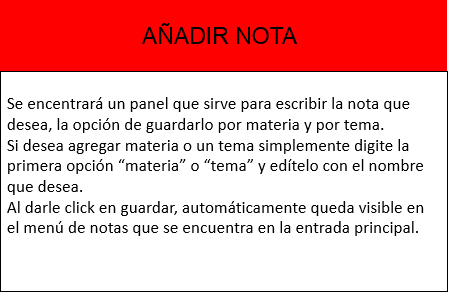 AÑADIR NOTA
Se encentrará un panel que sirve para escribir la nota que
desea, la opción de guardarlo por materia y por tema.
Si desea agregar materia o un tema simplemente digite la
primera opción “materia” o “tema” y edítelo con el nombre
que desea.
Al darle click en guardar, automáticamente queda visible en
el menú de notas que se encuentra en la entrada principal.